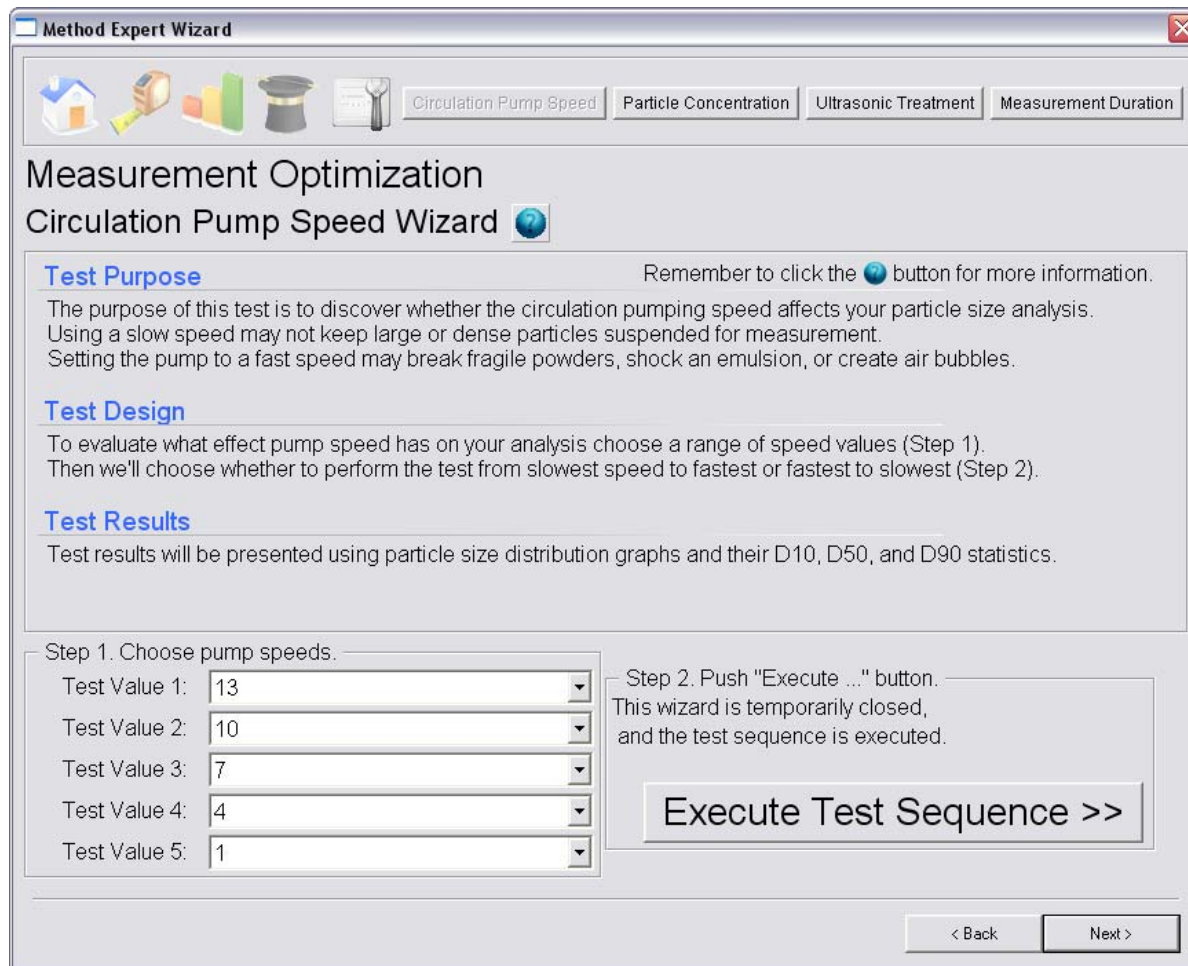 Method Expert Wizard
Circulation Pump Speed
Particle Concentration
Ultrasonic Treatment
Measurement Duration
Measurement Optimization
Circulation Pump Speed Wizard ?
Test Purpose
Remember to click the ? button for more information.
The purpose of this test is to discover whether the circulation pumping speed affects your particle size analysis.
Using a slow speed may not keep large or dense particles suspended for measurement.
Setting the pump to a fast speed may break fragile powders, shock an emulsion, or create air bubbles.
Test Design
To evaluate what effect pump speed has on your analysis choose a range of speed values (Step 1).
Then we'll choose whether to perform the test from slowest speed to fastest or fastest to slowest (Step 2).
Test Results
Test results will be presented using particle size distribution graphs and their D10, D50, and D90 statistics.
Step 1. Choose pump speeds.
Test Value 1: 13
Test Value 2: 10
Test Value 3: 7
Test Value 4: 4
Test Value 5: 1
Step 2. Push "Execute ..." button.
This wizard is temporarily closed,
and the test sequence is executed.
Execute Test Sequence >>
< Back
Next >